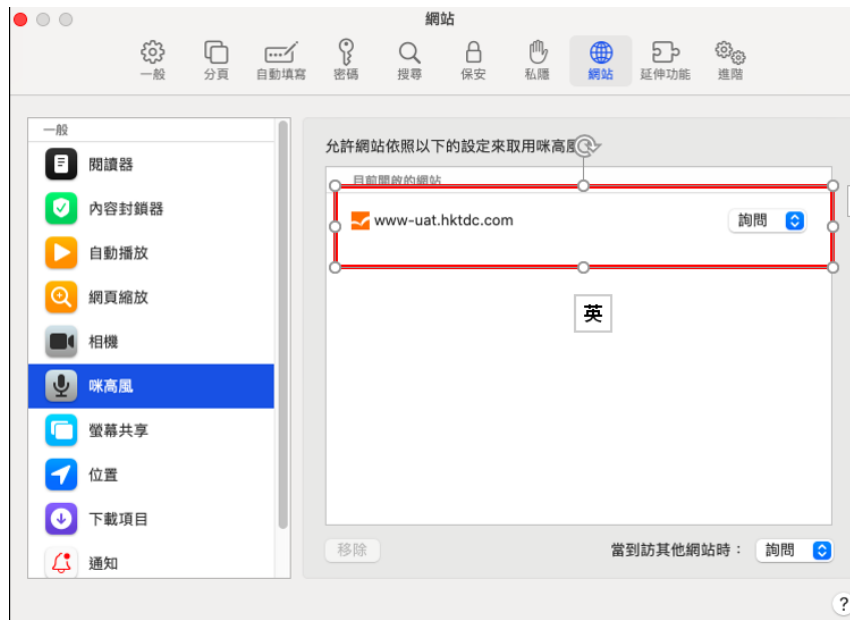 網站
一般 分頁 自動填寫 密碼 搜尋 保安 私隱 網站 延伸功能 進階
一般
閱讀器
內容封鎖器
自動播放
網頁縮放
相機
咪高風
螢幕共享
位置
下載項目
通知
允許網站依照以下的設定來取用咪高風
目前開啟的網站
www-uat.hktdc.com 詢問
英
移除 當到訪其他網站時： 詢問
?